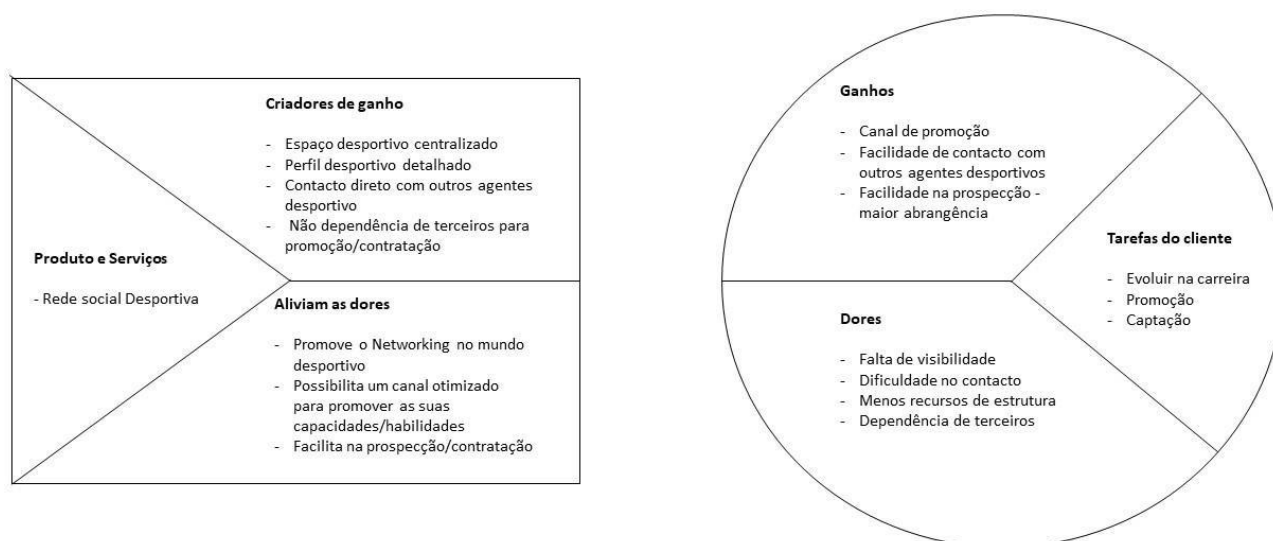 Criadores de ganho
- Espaço desportivo centralizado
- Perfil desportivo detalhado
- Contacto direto com outros agentes
desportivo
- Não dependência de terceiros para
promoção/contratação
Produto e Serviços
- Rede social Desportiva
Aliviam as dores
- Promove o Networking no mundo
desportivo
- Possibilita um canal otimizado
para promover as suas
capacidades/habilidades
- Facilita na prospecção/contratação
Ganhos
- Canal de promoção
- Facilidade de contacto com
outros agentes desportivos
- Facilidade na prospecção -
maior abrangência
Tarefas do cliente
- Evoluir na carreira
- Promoção
- Captação
Dores
- Falta de visibilidade
- Dificuldade no contacto
- Menos recursos de estrutura
- Dependência de terceiros